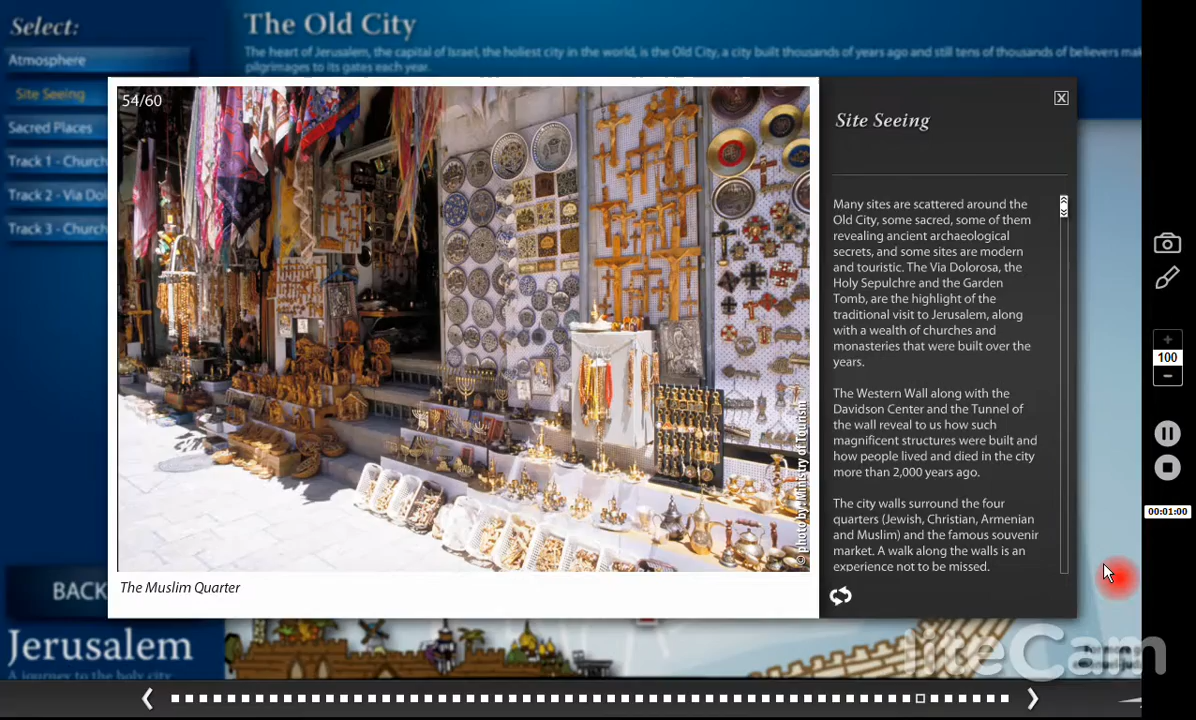 Select:
Atmosphere
Site Seeing
Sacred Places
Track 1 - Church
Track 2 - Via Dol
Track 3 - Church
The Old City
The heart of Jerusalem, the capital of Israel, the holiest city in the world, is the Old City, a city built thousands of years ago and still tens of thousands of believers mak
pilgrimages to its gates each year.
54/60
© photo by: Ministry of Tourism
The Muslim Quarter
X
Site Seeing
Many sites are scattered around the
Old City, some sacred, some of them
revealing ancient archaeological
secrets, and some sites are modern
and touristic. The Via Dolorosa, the
Holy Sepulchre and the Garden
Tomb, are the highlight of the
traditional visit to Jerusalem, along
with a wealth of churches and
monasteries that were built over the
years.
The Western Wall along with the
Davidson Center and the Tunnel of
the wall reveal to us how such
magnificent structures were built and
how people lived and died in the city
more than 2,000 years ago.
The city walls surround the four
quarters (Jewish, Christian, Armenian
and Muslim) and the famous souvenir
market. A walk along the walls is an
experience not to be missed.
100
00:01:00
BACK
Jerusalem
A journey to the holy city
liteCam